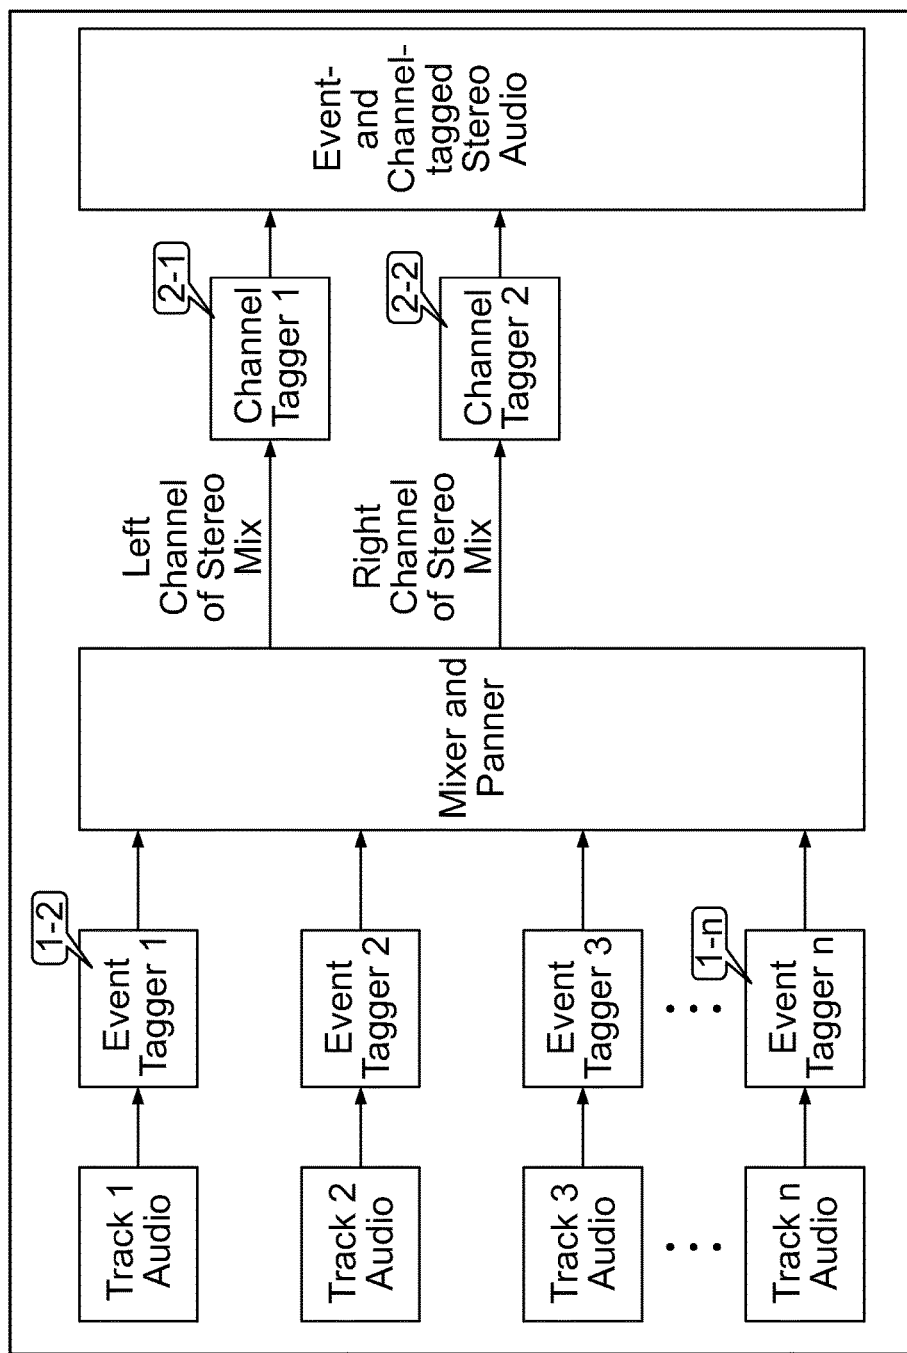 Track 1
Audio
Track 2
Audio
Track 3
Audio
Track n
Audio
1-2
Event
Tagger 1
Event
Tagger 2
Event
Tagger 3
1-n
Event
Tagger n
Mixer and
Panner
Left
Channel
of Stereo
Mix
Right
Channel
of Stereo
Mix
2-1
Channel
Tagger 1
2-2
Channel
Tagger 2
Event-
and
Channel-
tagged
Stereo
Audio